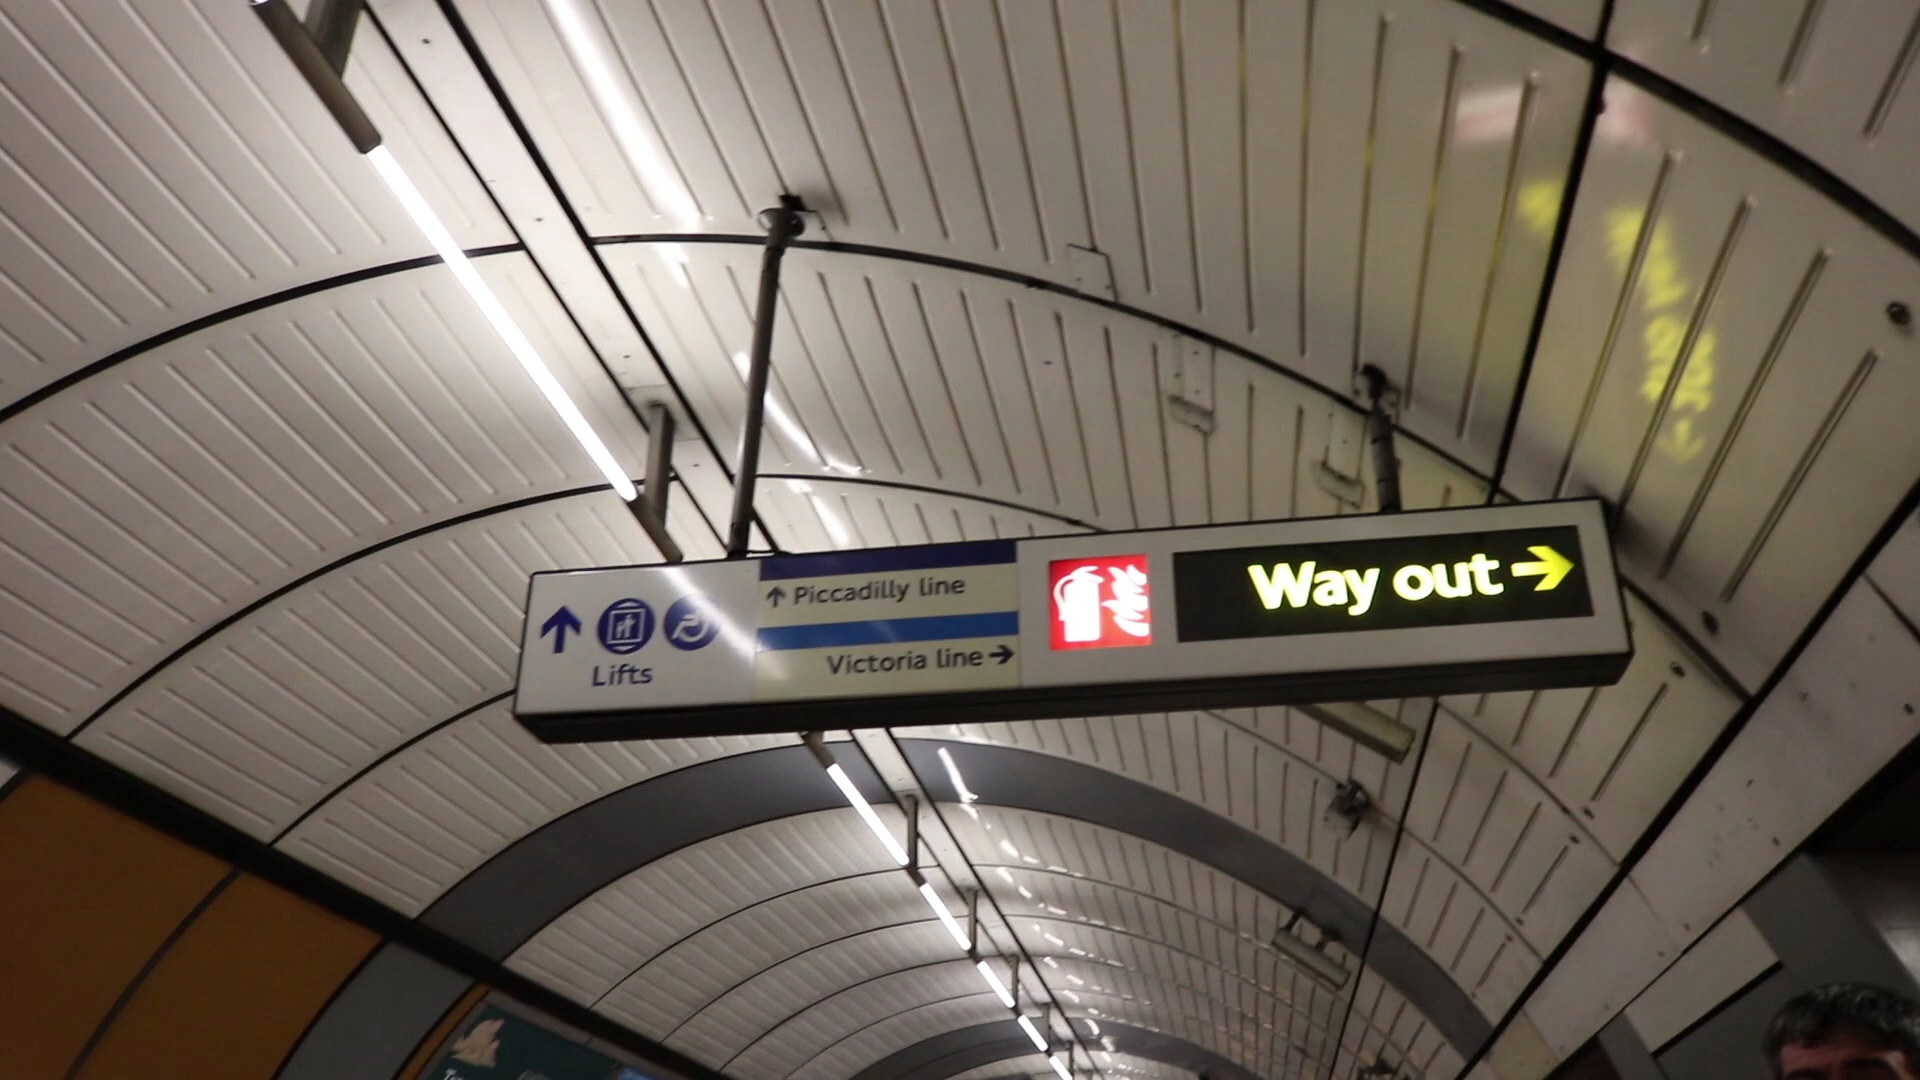 Lifts
↑ Piccadilly line
Victoria line →
Way out →